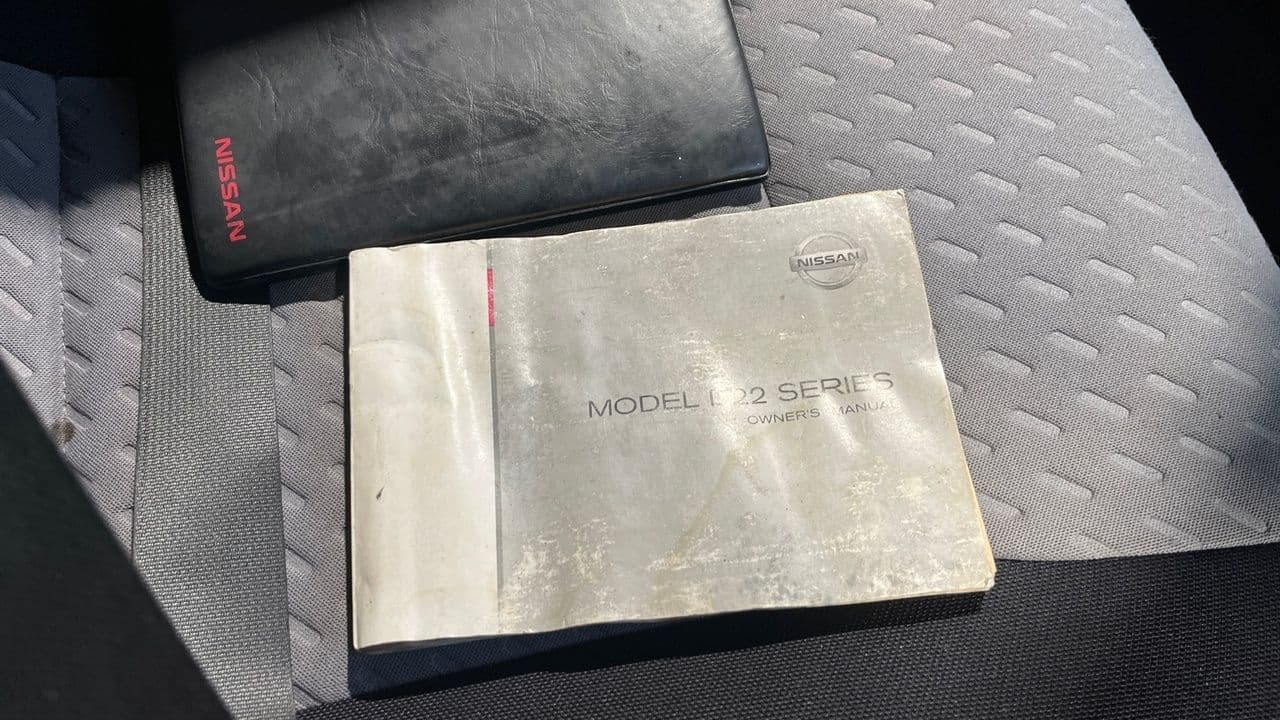 NISSAN
NISSAN
MODEL D22 SERIES
OWNER'S MANUAL